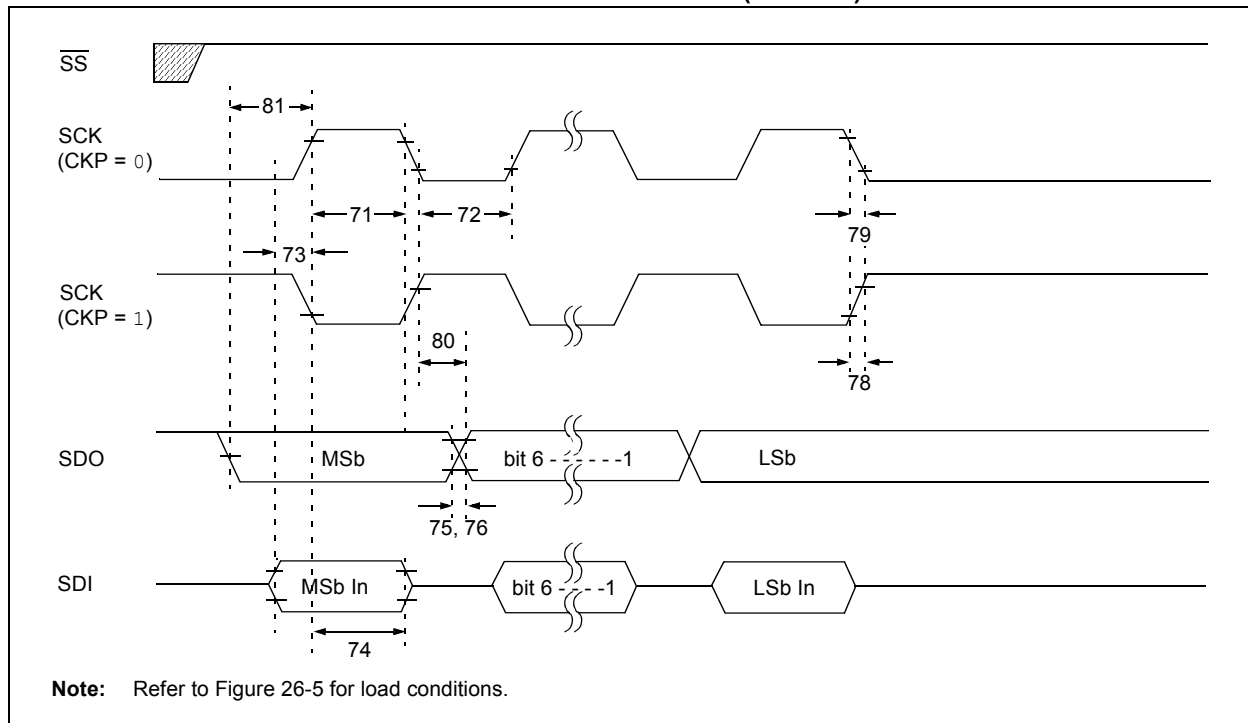 SS
81
SCK
(CKP = 0)
71
72
79
73
SCK
(CKP = 1)
80
78
SDO
MSb
bit 6 - - - - - - -1
LSb
75, 76
SDI
MSb In
bit 6 - - - - -1
LSb In
74
Note: Refer to Figure 26-5 for load conditions.